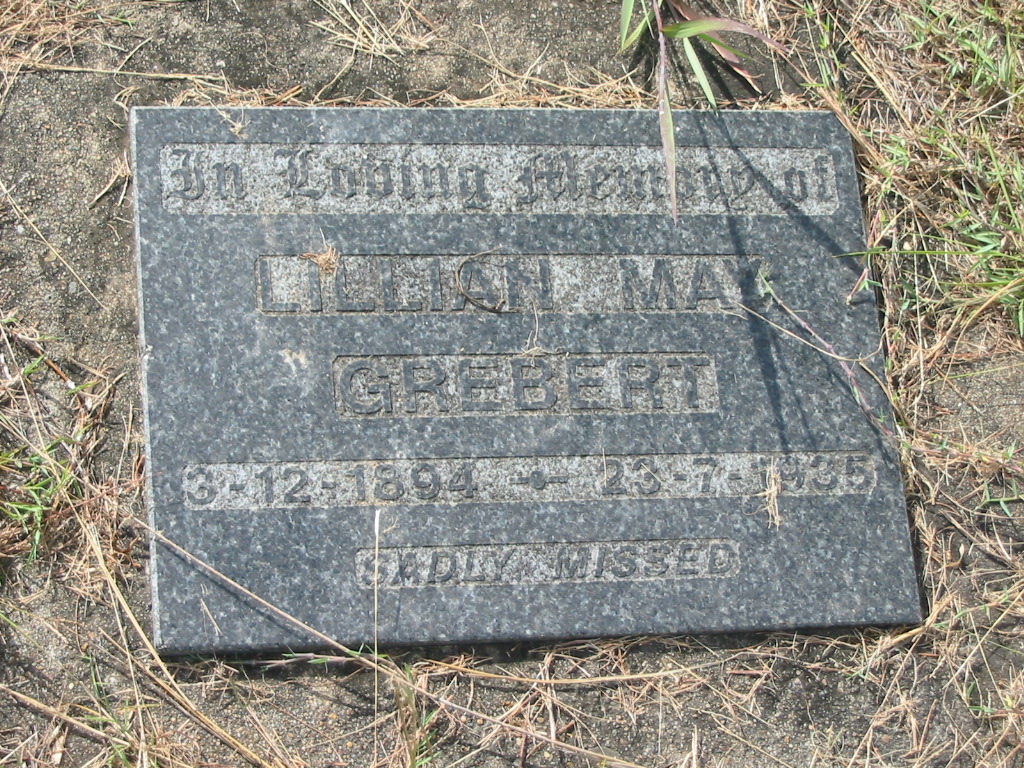 In Loving Memory of
LILLIAN MAY
GREBERT
3-12-1894 - 23-7-1935
SADLY MISSED